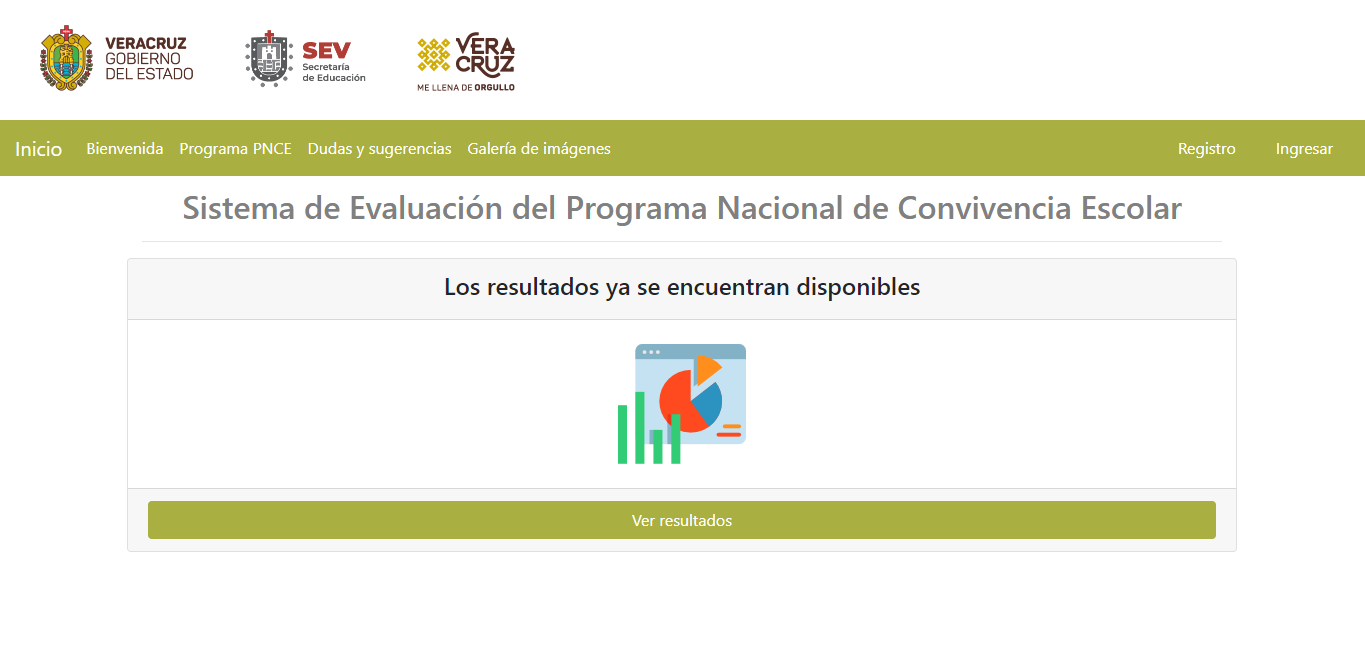 VERACRUZ
GOBIERNO
DEL ESTADO
SEV
Secretaría
de Educación
VERA
CRUZ
ME LLENA DE ORGULLO
Inicio Bienvenida Programa PNCE Dudas y sugerencias Galería de imágenes Registro Ingresar
Sistema de Evaluación del Programa Nacional de Convivencia Escolar
Los resultados ya se encuentran disponibles
Ver resultados